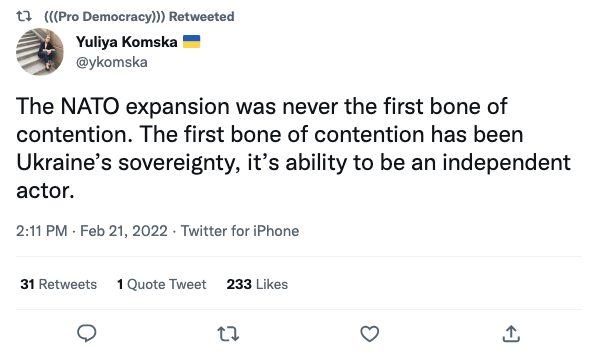 (((Pro Democracy))) Retweeted
Yuliya Komska 🇺🇦
@ykomska
The NATO expansion was never the first bone of
contention. The first bone of contention has been
Ukraine’s sovereignty, it’s ability to be an independent
actor.
2:11 PM · Feb 21, 2022 · Twitter for iPhone
31 Retweets 1 Quote Tweet 233 Likes